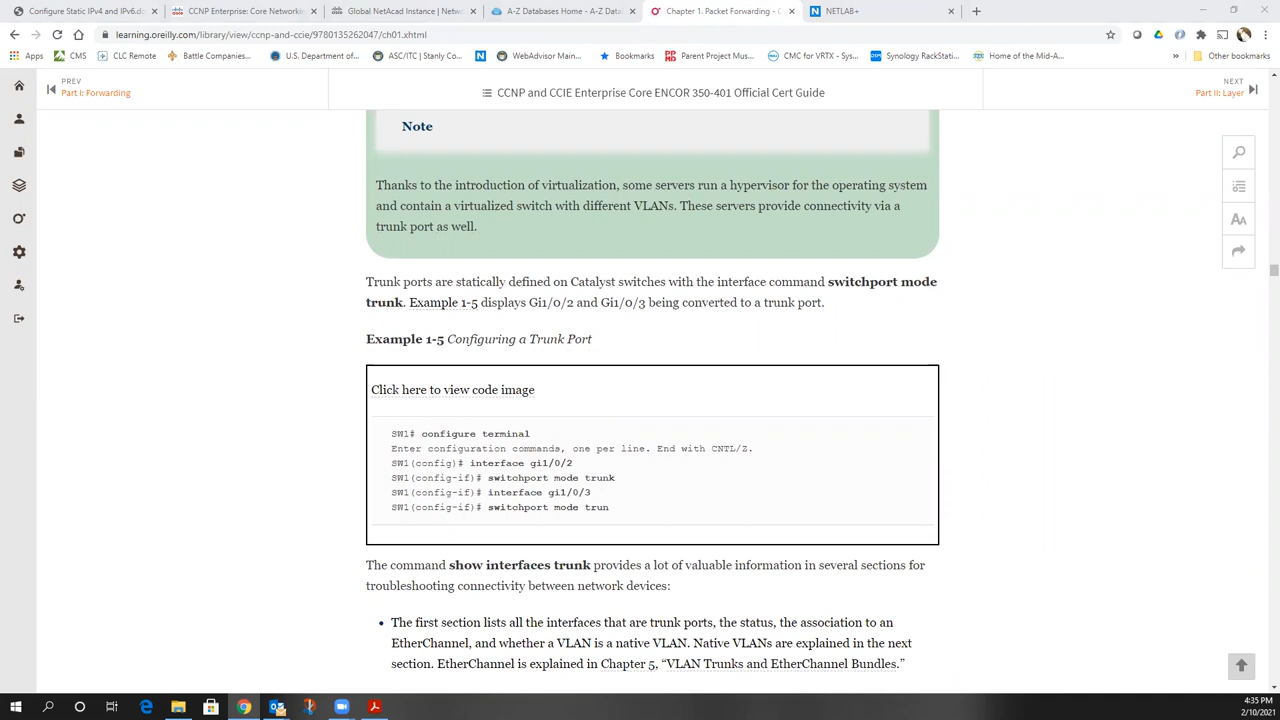 Configure Static IPv4 and IPv6.do
CCNP Enterprise: Core Networkin
Global NetAcad Instance | Netw
A-Z Databases Home - A-Z Data
Chapter 1. Packet Forwarding - C
NETLAB+
learning.oreilly.com/library/view/ccnp-and-ccie/9780135262047/ch01.xhtml
Apps
CMS
CLC Remote
Battle Companies...
U.S. Department of...
ASC/ITC | Stanly Co...
WebAdvisor Main...
Bookmarks
Parent Project Mus...
CMC for VRTX - Sys...
Synology RackStati...
Home of the Mid-A...
»
Other bookmarks
PREV
Part I: Forwarding
CCNP and CCIE Enterprise Core ENCOR 350-401 Official Cert Guide
NEXT
Part II: Layer
Note
Thanks to the introduction of virtualization, some servers run a hypervisor for the operating system
and contain a virtualized switch with different VLANs. These servers provide connectivity via a
trunk port as well.
Trunk ports are statically defined on Catalyst switches with the interface command switchport mode
trunk. Example 1-5 displays Gi1/0/2 and Gi1/0/3 being converted to a trunk port.
Example 1-5 Configuring a Trunk Port
Click here to view code image
SW1# configure terminal
Enter configuration commands, one per line. End with CNTL/Z.
SW1(config)# interface gi1/0/2
SW1(config-if)# switchport mode trunk
SW1(config-if)# interface gi1/0/3
SW1(config-if)# switchport mode trun
The command show interfaces trunk provides a lot of valuable information in several sections for
troubleshooting connectivity between network devices:
• The first section lists all the interfaces that are trunk ports, the status, the association to an
EtherChannel, and whether a VLAN is a native VLAN. Native VLANs are explained in the next
section. EtherChannel is explained in Chapter 5, “VLAN Trunks and EtherChannel Bundles.”
4:35 PM
2/10/2021